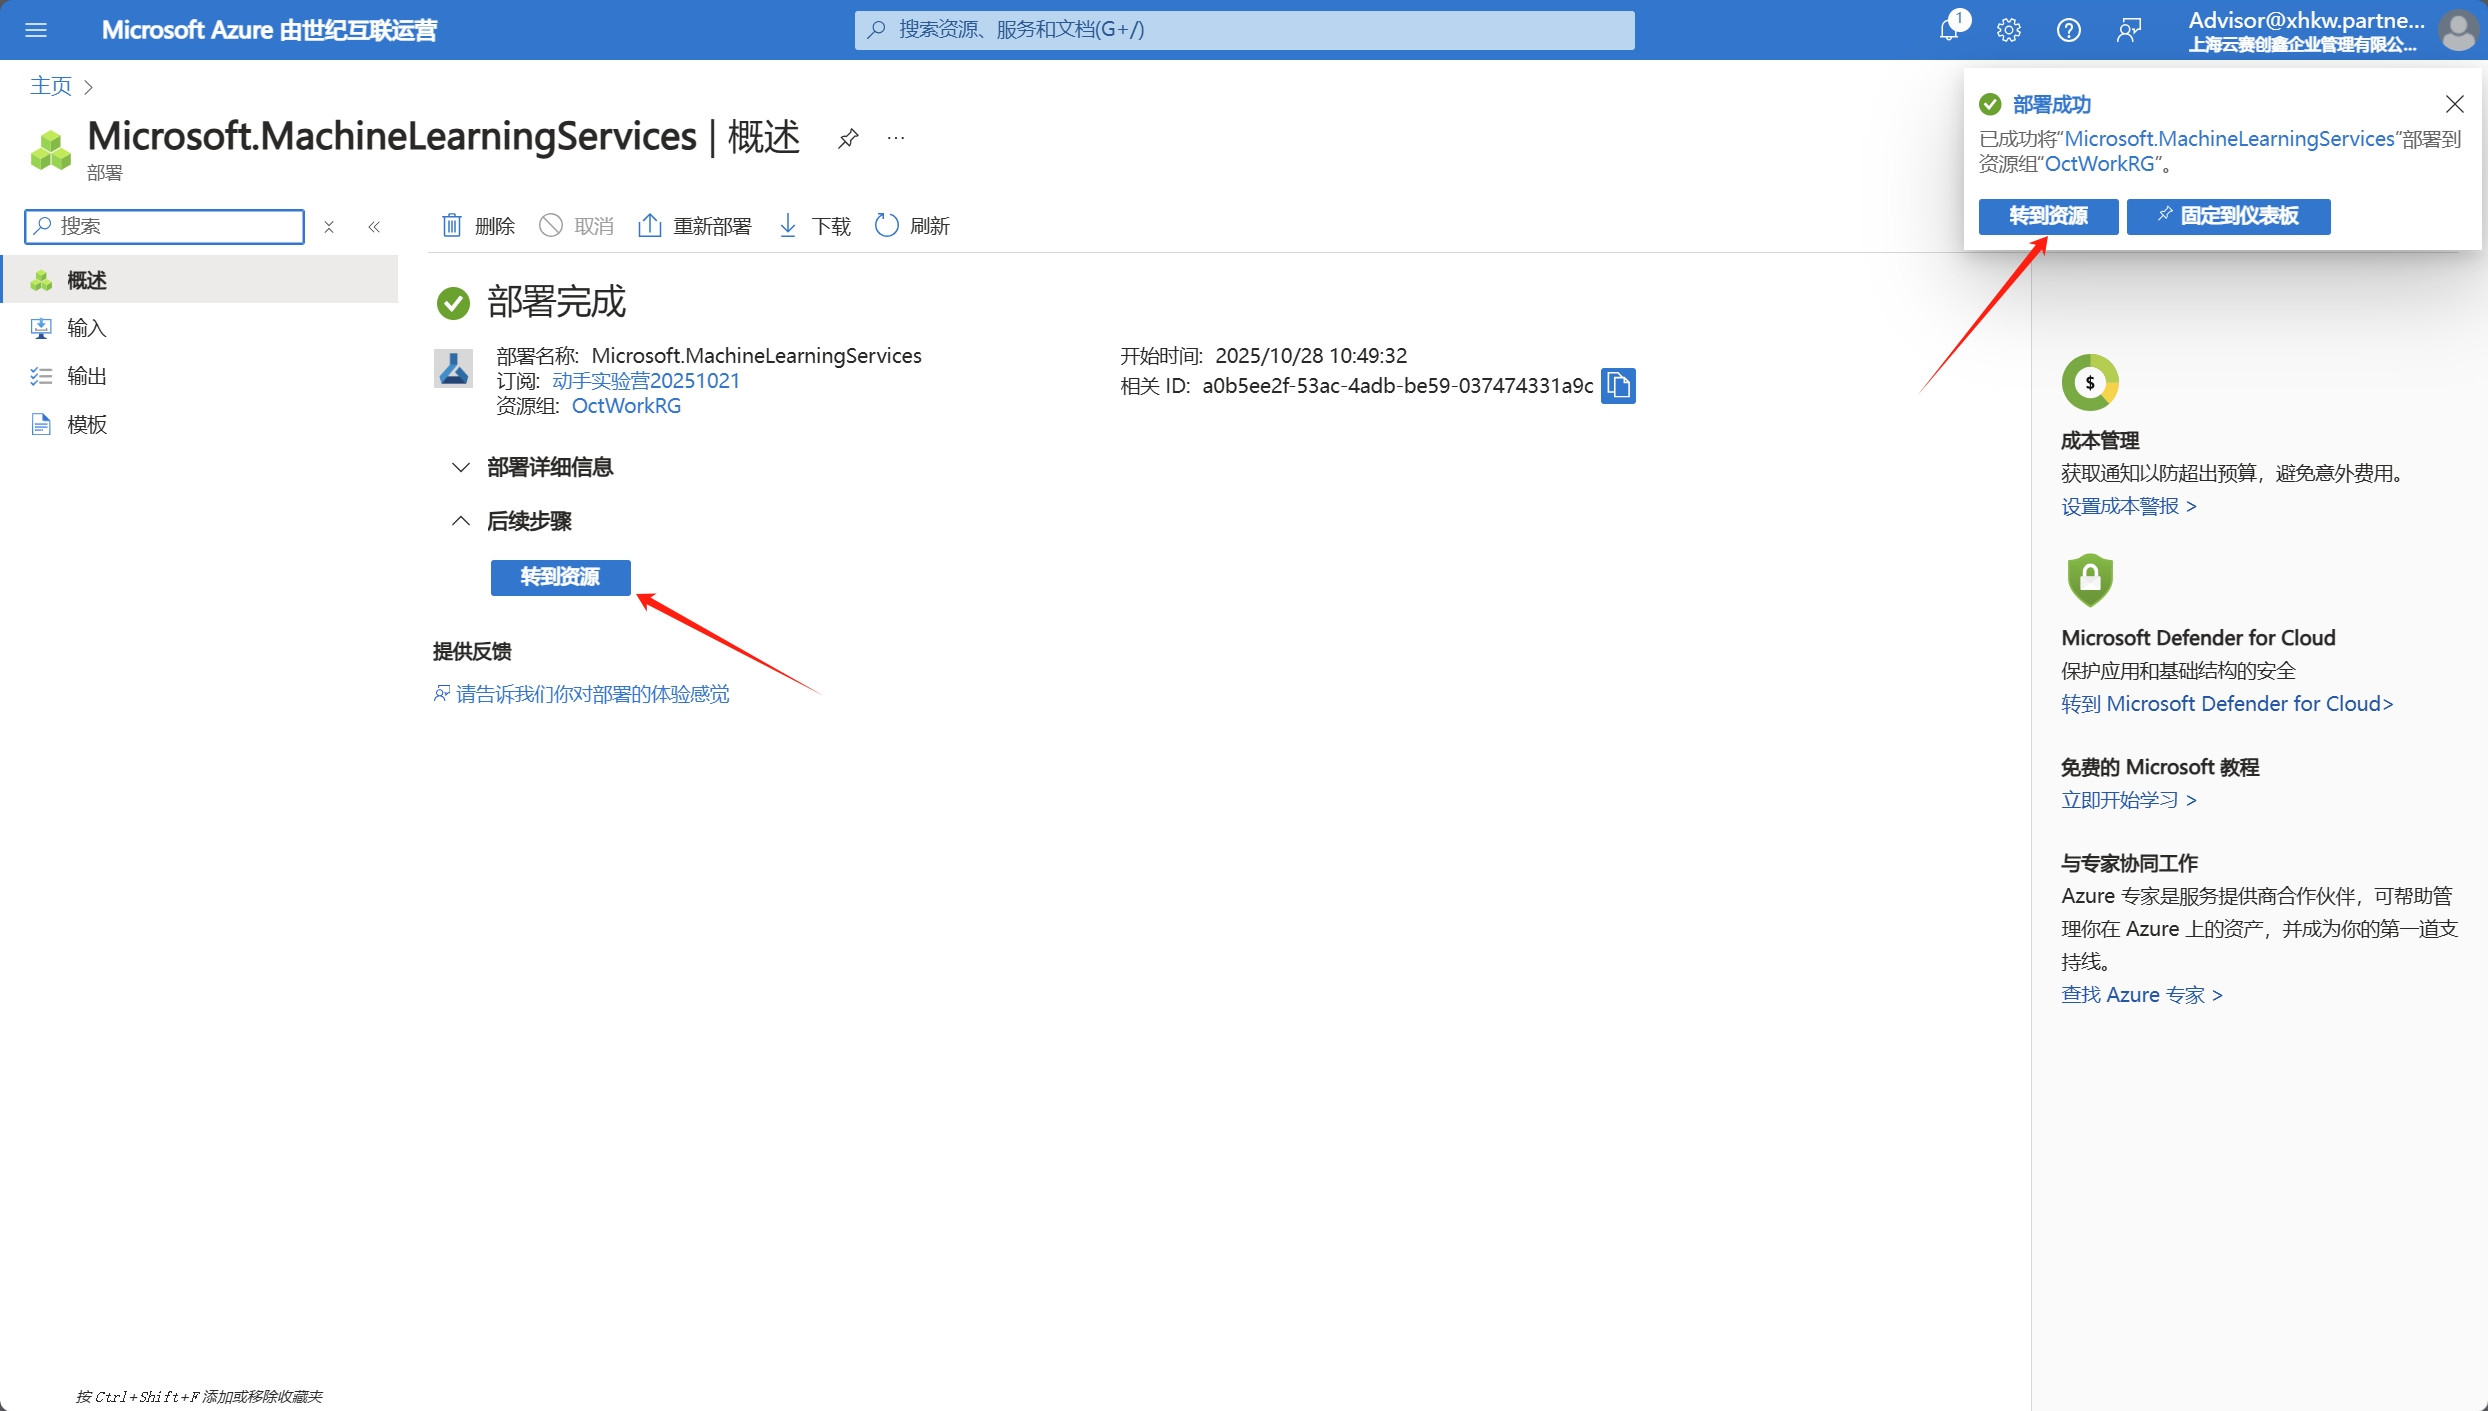 Microsoft Azure 由世纪互联运营
搜索资源、服务和文档(G+/)
1
Advisor@xhkw.partne...
上海云赛创鑫企业管理有限公...
主页
Microsoft.MachineLearningServices | 概述
部署
部署成功
已成功将“Microsoft.MachineLearningServices”部署到
资源组“OctWorkRG”。
转到资源
固定到仪表板
搜索
删除
取消
重新部署
下载
刷新
概述
输入
输出
模板
部署完成
部署名称: Microsoft.MachineLearningServices
订阅: 动手实验营20251021
资源组: OctWorkRG
开始时间: 2025/10/28 10:49:32
相关 ID: a0b5ee2f-53ac-4adb-be59-037474331a9c
部署详细信息
后续步骤
转到资源
提供反馈
请告诉我们你对部署的体验感觉
$
成本管理
获取通知以防超出预算，避免意外费用。
设置成本警报 >
Microsoft Defender for Cloud
保护应用和基础结构的安全
转到 Microsoft Defender for Cloud>
免费的 Microsoft 教程
立即开始学习 >
与专家协同工作
Azure 专家是服务提供商合作伙伴，可帮助管
理你在 Azure 上的资产，并成为你的第一道支
持线。
查找 Azure 专家 >
按 Ctrl+Shift+F 添加或移除收藏夹